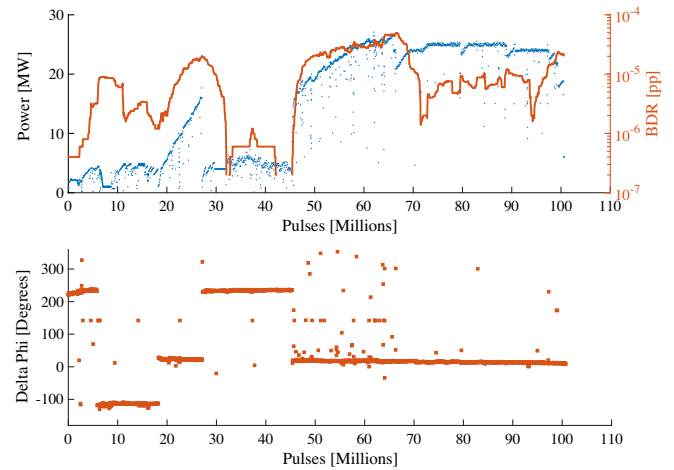 30
20
10
0
Power [MW]
10^-4
10^-5
10^-6
10^-7
BDR [pp]
0 10 20 30 40 50 60 70 80 90 100 110
Pulses [Millions]
300
200
100
0
-100
Delta Phi [Degrees]
0 10 20 30 40 50 60 70 80 90 100 110
Pulses [Millions]